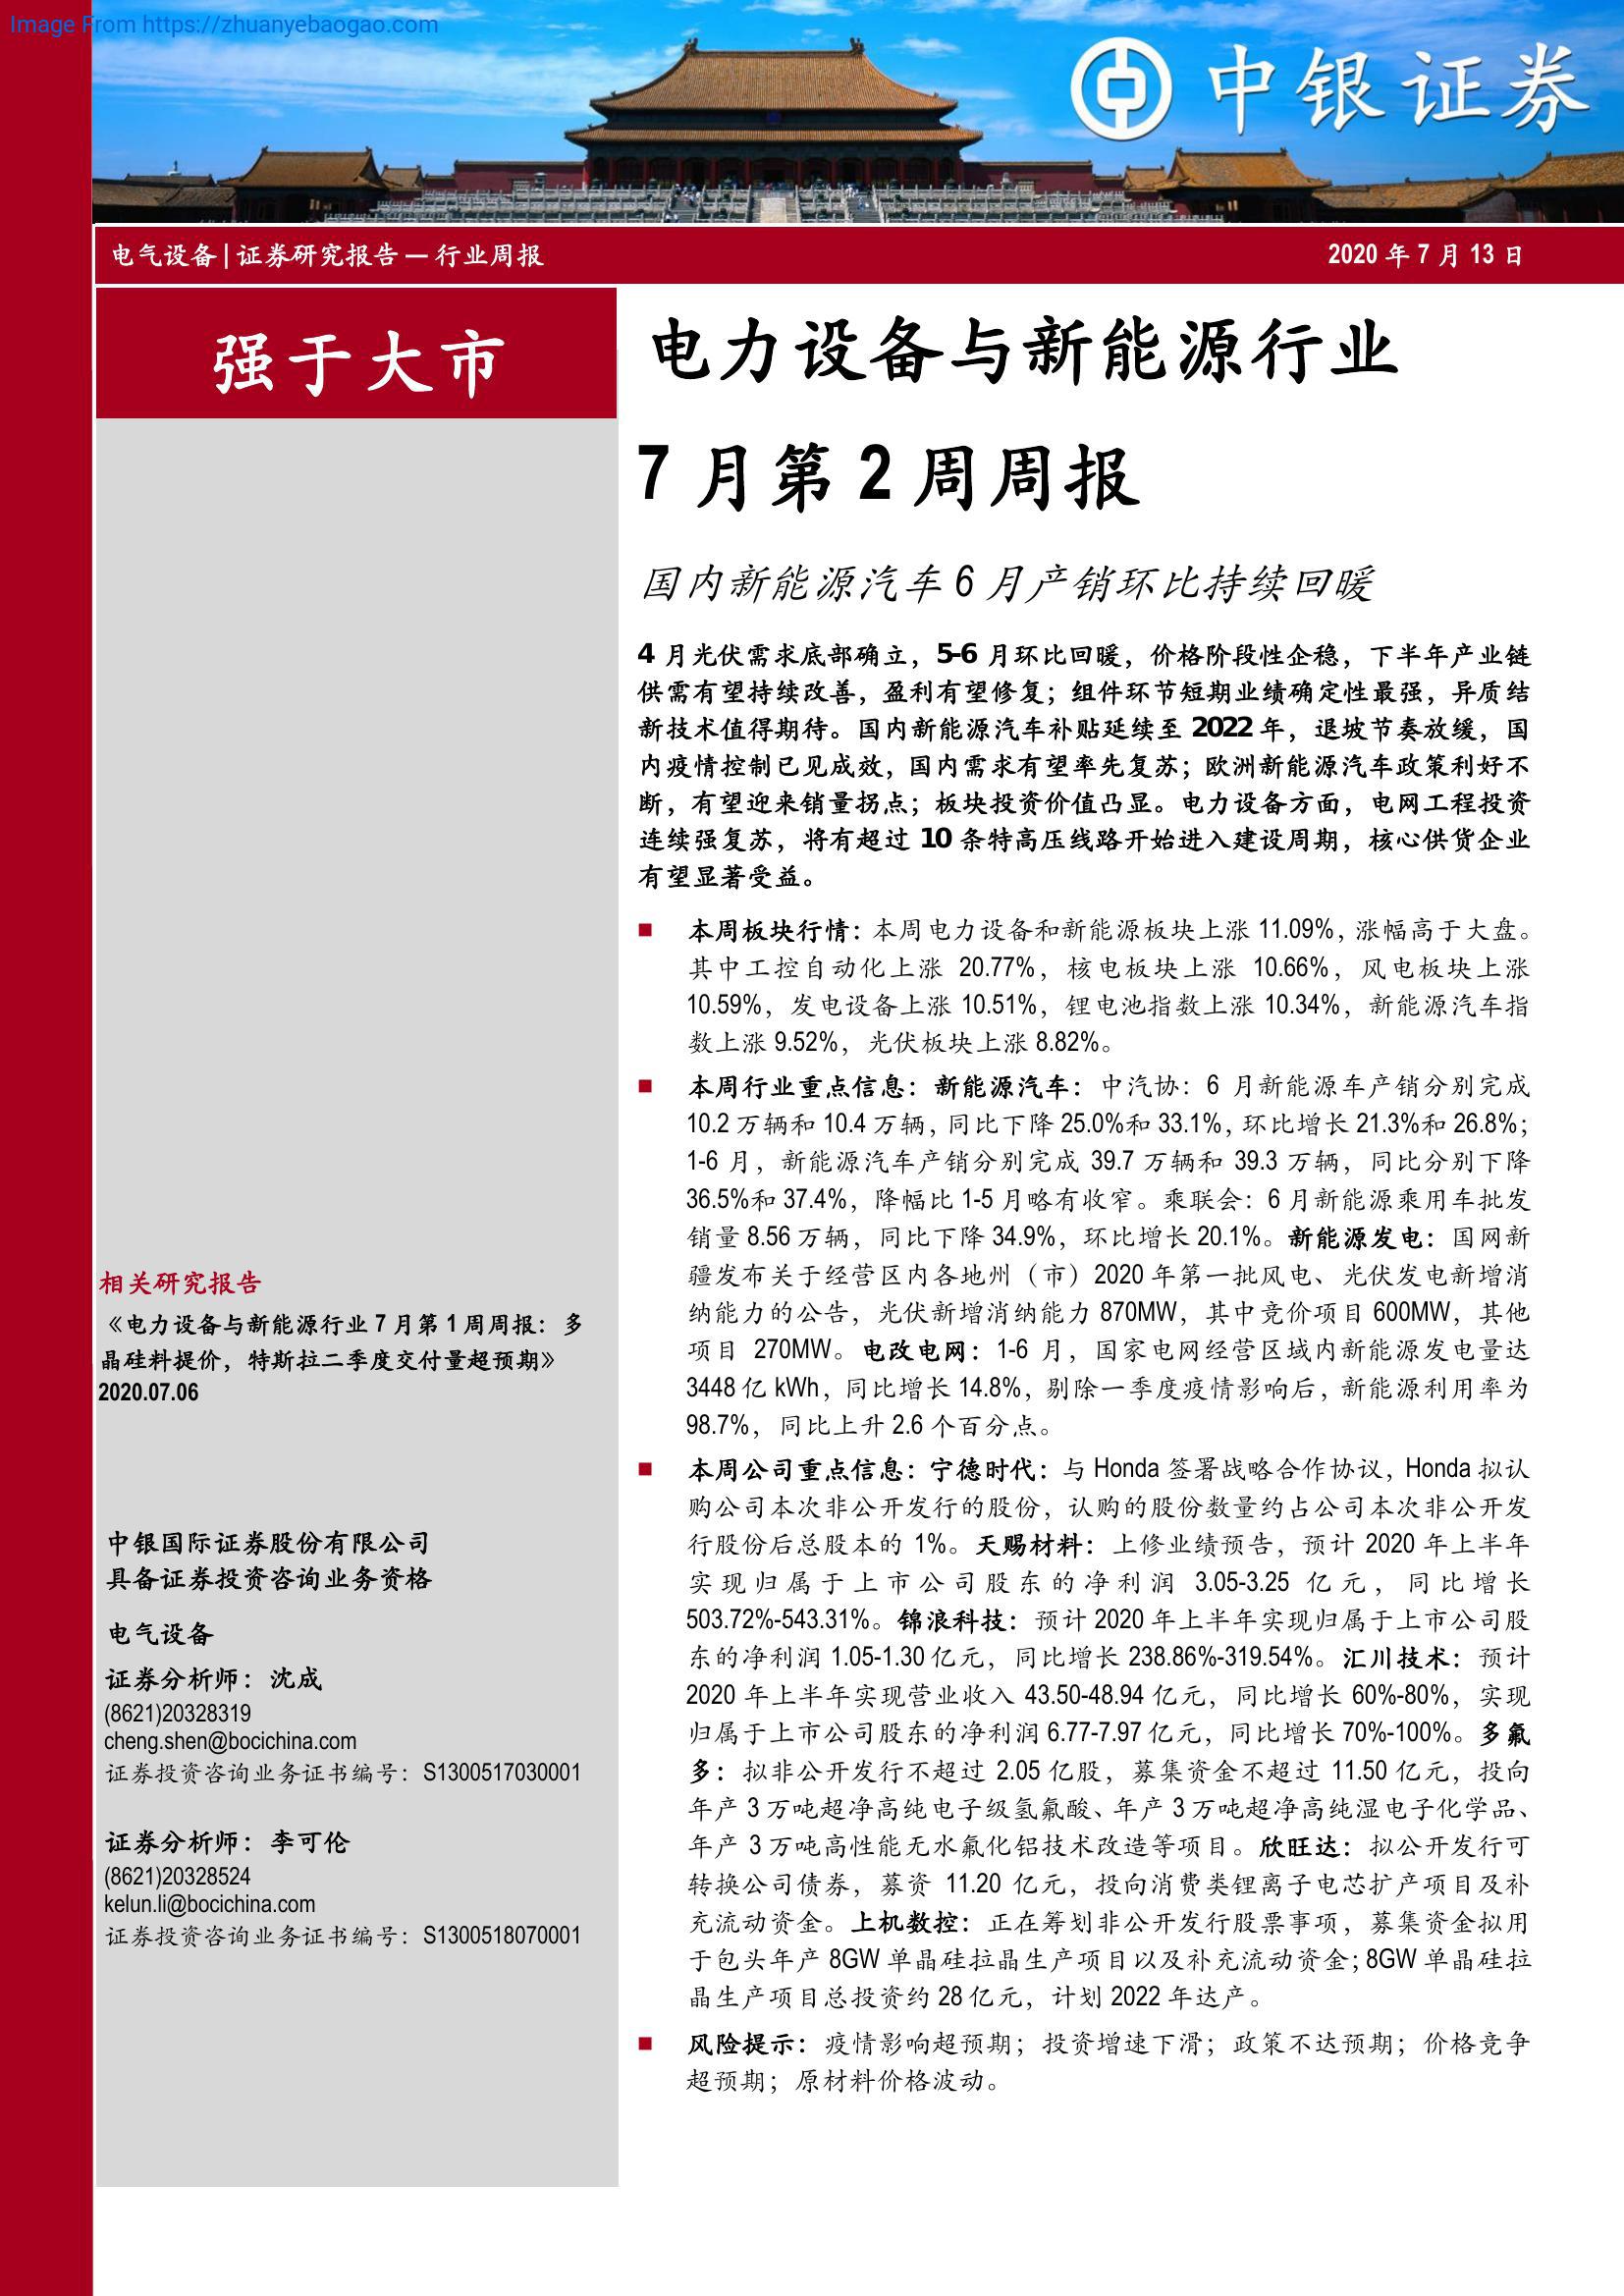 Image From https://zhuanyebaogao.com
中银证券
电气设备 | 证券研究报告 — 行业周报
2020 年 7 月 13 日
强于大市
电力设备与新能源行业
7 月第 2 周周报
国内新能源汽车 6 月产销环比持续回暖
4 月光伏需求底部确立，5-6 月环比回暖，价格阶段性企稳，下半年产业链
供需有望持续改善，盈利有望修复；组件环节短期业绩确定性最强，异质结
新技术值得期待。国内新能源汽车补贴延续至 2022 年，退坡节奏放缓，国
内疫情控制已见成效，国内需求有望率先复苏；欧洲新能源汽车政策利好不
断，有望迎来销量拐点；板块投资价值凸显。电力设备方面，电网工程投资
连续强复苏，将有超过 10 条特高压线路开始进入建设周期，核心供货企业
有望显著受益。
本周板块行情：本周电力设备和新能源板块上涨 11.09%，涨幅高于大盘。
其中工控自动化上涨 20.77%，核电板块上涨 10.66%，风电板块上涨
10.59%，发电设备上涨 10.51%，锂电池指数上涨 10.34%，新能源汽车指
数上涨 9.52%，光伏板块上涨 8.82%。
本周行业重点信息：新能源汽车：中汽协：6 月新能源车产销分别完成
10.2 万辆和 10.4 万辆，同比下降 25.0%和 33.1%，环比增长 21.3%和 26.8%；
1-6 月，新能源汽车产销分别完成 39.7 万辆和 39.3 万辆，同比分别下降
36.5%和 37.4%，降幅比 1-5 月略有收窄。乘联会：6 月新能源乘用车批发
销量 8.56 万辆，同比下降 34.9%，环比增长 20.1%。新能源发电：国网新
疆发布关于经营区内各地州（市）2020 年第一批风电、光伏发电新增消
纳能力的公告，光伏新增消纳能力 870MW，其中竞价项目 600MW，其他
项目 270MW。电改电网：1-6 月，国家电网经营区域内新能源发电量达
3448 亿 kWh，同比增长 14.8%，剔除一季度疫情影响后，新能源利用率为
98.7%，同比上升 2.6 个百分点。
本周公司重点信息：宁德时代：与 Honda 签署战略合作协议，Honda 拟认
购公司本次非公开发行的股份，认购的股份数量约占公司本次非公开发
行股份后总股本的 1%。天赐材料：上修业绩预告，预计 2020 年上半年
实现归属于上市公司股东的净利润 3.05-3.25 亿元，同比增长
503.72%-543.31%。锦浪科技：预计 2020 年上半年实现归属于上市公司股
东的净利润 1.05-1.30 亿元，同比增长 238.86%-319.54%。汇川技术：预计
2020 年上半年实现营业收入 43.50-48.94 亿元，同比增长 60%-80%，实现
归属于上市公司股东的净利润 6.77-7.97 亿元，同比增长 70%-100%。多氟
多：拟非公开发行不超过 2.05 亿股，募集资金不超过 11.50 亿元，投向
年产 3 万吨超净高纯电子级氢氟酸、年产 3 万吨超净高纯湿电子化学品、
年产 3 万吨高性能无水氟化铝技术改造等项目。欣旺达：拟公开发行可
转换公司债券，募资 11.20 亿元，投向消费类锂离子电芯扩产项目及补
充流动资金。上机数控：正在筹划非公开发行股票事项，募集资金拟用
于包头年产 8GW 单晶硅拉晶生产项目以及补充流动资金；8GW 单晶硅拉
晶生产项目总投资约 28 亿元，计划 2022 年达产。
风险提示：疫情影响超预期；投资增速下滑；政策不达预期；价格竞争
超预期；原材料价格波动。
相关研究报告
《电力设备与新能源行业 7 月第 1 周周报：多
晶硅料提价，特斯拉二季度交付量超预期》
2020.07.06
中银国际证券股份有限公司
具备证券投资咨询业务资格
电气设备
证券分析师：沈成
(8621)20328319
cheng.shen@bocichina.com
证券投资咨询业务证书编号：S1300517030001
证券分析师：李可伦
(8621)20328524
kelun.li@bocichina.com
证券投资咨询业务证书编号：S1300518070001